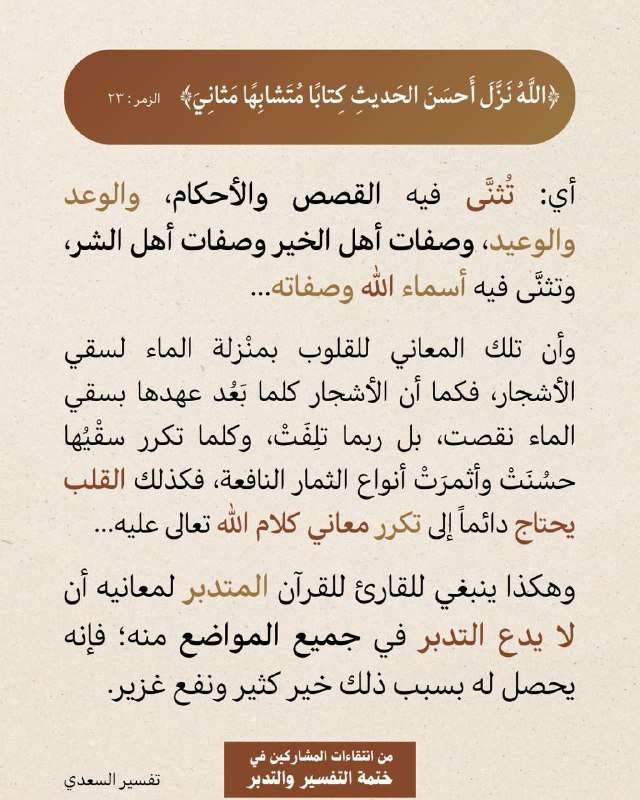 ﴿اللَّهُ نَزَّلَ أَحسَنَ الحَديثِ كِتابًا مُتَشابِهًا مَثانِيَ﴾ الزمر: ٢٣
أي: تُثنَّى فيه القصص والأحكام، والوعد
والوعيد، وصفات أهل الخير وصفات أهل الشر،
وتثنَّى فيه أسماء الله وصفاته...
وأن تلك المعاني للقلوب بمنْزلة الماء لسقي
الأشجار، فكما أن الأشجار كلما بَعُد عهدها بسقي
الماء نقصت، بل ربما تلِفَتْ، وكلما تكرر سقْيُها
حسُنَتْ وأثمرَتْ أنواع الثمار النافعة، فكذلك القلب
يحتاج دائماً إلى تكرر معاني كلام الله تعالى عليه...
وهكذا ينبغي للقارئ للقرآن المتدبر لمعانيه أن
لا يدع التدبر في جميع المواضع منه؛ فإنه
يحصل له بسبب ذلك خير كثير ونفع غزير.
من انتقاءات المشاركين في
ختمة التفسير والتدبر
تفسير السعدي